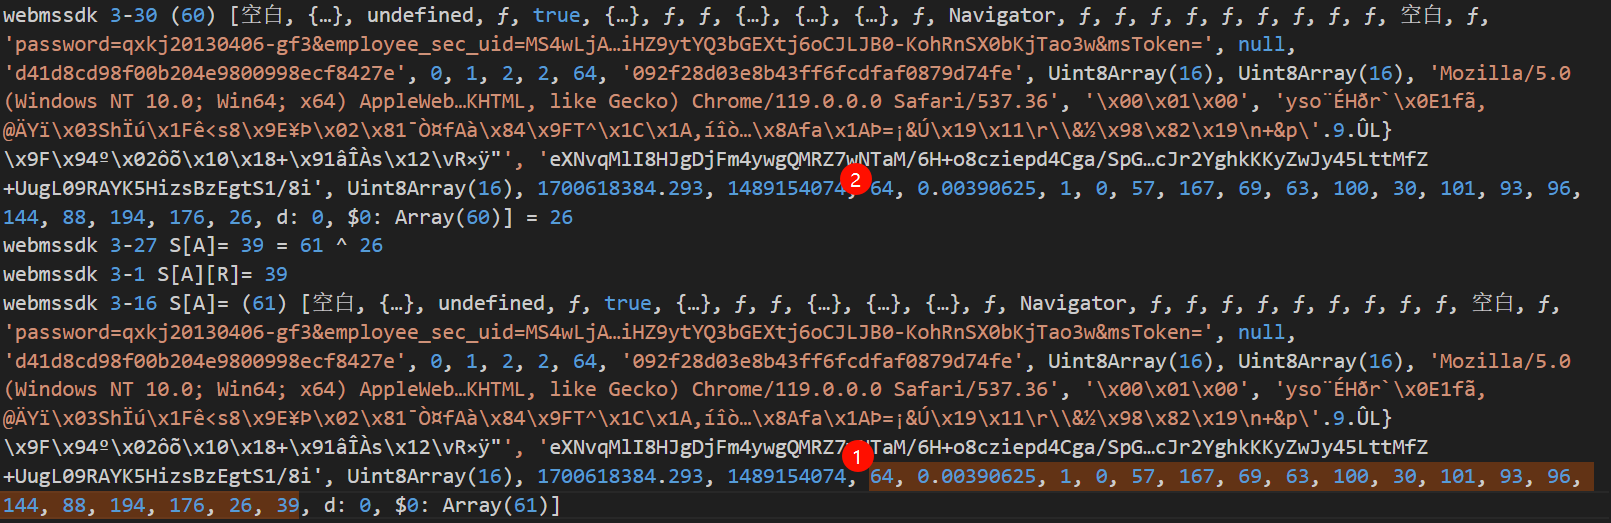 webmssdk 3-30 (60) [空白, {…}, undefined, ƒ, true, {…}, ƒ, ƒ, {…}, {…}, {…}, ƒ, Navigator, ƒ, ƒ, ƒ, ƒ, ƒ, ƒ, ƒ, ƒ, ƒ, 空白, ƒ,
'password=qxkj20130406-gf3&employee_sec_uid=MS4wLjA…iHZ9ytYQ3bGEXtj6oCJLJB0-KohRnSX0bKjTao3w&msToken=', null,
'd41d8cd98f00b204e9800998ecf8427e', 0, 1, 2, 2, 64, '092f28d03e8b43ff6fcdfaf0879d74fe', Uint8Array(16), Uint8Array(16), 'Mozilla/5.0
(Windows NT 10.0; Win64; x64) AppleWeb…KHTML, like Gecko) Chrome/119.0.0.0 Safari/537.36', '\x00\x01\x00', 'yso¨ÉHðr`\x0E1fã,
@ÄYï\x03ShÏú\x1Fê<s8\x9E¥Þ\x02\x81¯Ò¤fAà\x84\x9FT^\x1C\x1A,íîò…\x8Afa\x1AÞ=¡&Ú\x19\x11\r\\&½\x98\x82\x19\n+&p\'.9.ÛL}
\x9F\x94º\x02ôõ\x10\x18+\x91âÎÀs\x12\vR×ÿ"', 'eXNvqMlI8HJgDjFm4ywgQMRZ7wNTaM/6H+o8cziepd4Cga/SpG…cJr2YghkKKyZwJy45LttMfZ
+UugL09RAYK5HizsBzEgtS1/8i', Uint8Array(16), 1700618384.293, 1489154074, 64, 0.00390625, 1, 0, 57, 167, 69, 63, 100, 30, 101, 93, 96,
2
144, 88, 194, 176, 26, d: 0, $0: Array(60)] = 26
webmssdk 3-27 S[A]= 39 = 61 ^ 26
webmssdk 3-1 S[A][R]= 39
webmssdk 3-16 S[A]= (61) [空白, {…}, undefined, ƒ, true, {…}, ƒ, ƒ, {…}, {…}, {…}, ƒ, Navigator, ƒ, ƒ, ƒ, ƒ, ƒ, ƒ, ƒ, ƒ, ƒ, 空白, ƒ,
'password=qxkj20130406-gf3&employee_sec_uid=MS4wLjA…iHZ9ytYQ3bGEXtj6oCJLJB0-KohRnSX0bKjTao3w&msToken=', null,
'd41d8cd98f00b204e9800998ecf8427e', 0, 1, 2, 2, 64, '092f28d03e8b43ff6fcdfaf0879d74fe', Uint8Array(16), Uint8Array(16), 'Mozilla/5.0
(Windows NT 10.0; Win64; x64) AppleWeb…KHTML, like Gecko) Chrome/119.0.0.0 Safari/537.36', '\x00\x01\x00', 'yso¨ÉHðr`\x0E1fã,
@ÄYï\x03ShÏú\x1Fê<s8\x9E¥Þ\x02\x81¯Ò¤fAà\x84\x9FT^\x1C\x1A,íîò…\x8Afa\x1AÞ=¡&Ú\x19\x11\r\\&½\x98\x82\x19\n+&p\'.9.ÛL}
\x9F\x94º\x02ôõ\x10\x18+\x91âÎÀs\x12\vR×ÿ"', 'eXNvqMlI8HJgDjFm4ywgQMRZ7wNTaM/6H+o8cziepd4Cga/SpG…cJr2YghkKKyZwJy45LttMfZ
1
+UugL09RAYK5HizsBzEgtS1/8i', Uint8Array(16), 1700618384.293, 1489154074, 64, 0.00390625, 1, 0, 57, 167, 69, 63, 100, 30, 101, 93, 96,
144, 88, 194, 176, 26, 39, d: 0, $0: Array(61)]